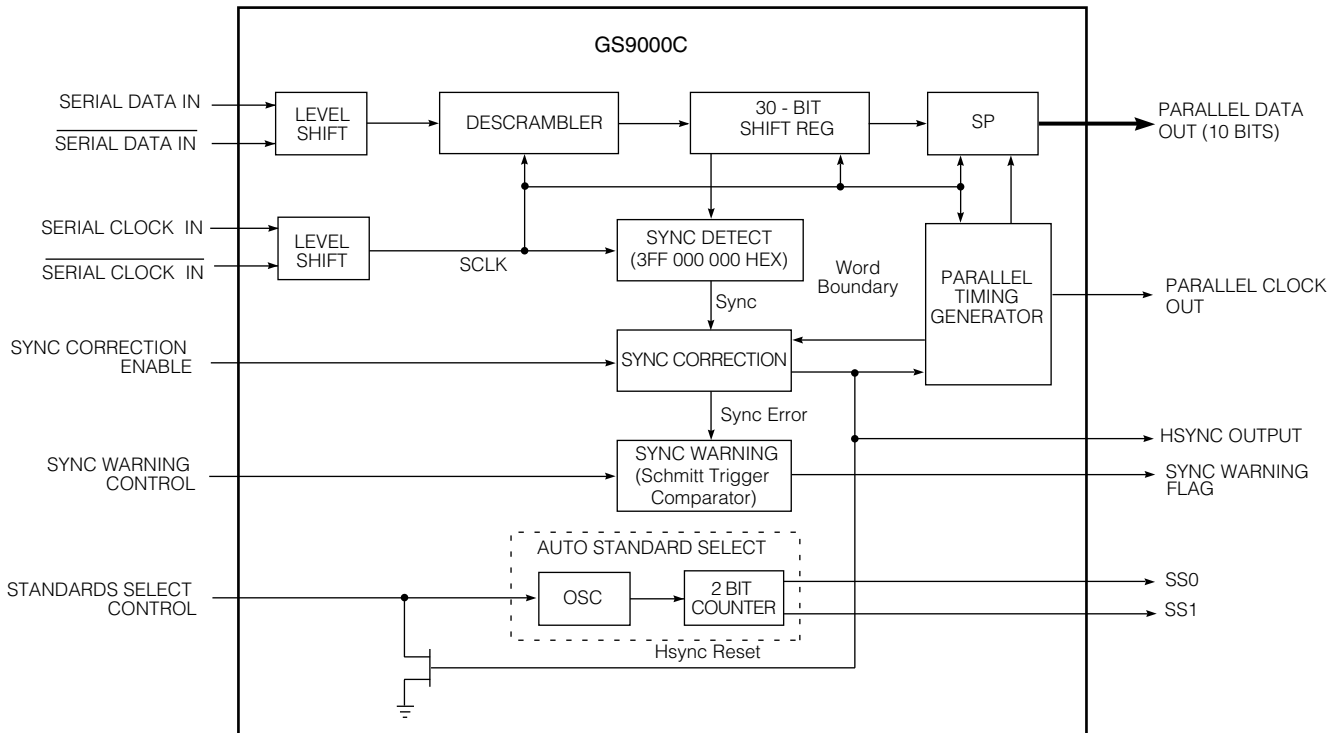 GS9000C
SERIAL DATA IN
SERIAL DATA IN
LEVEL
SHIFT
DESCRAMBLER
30 - BIT
SHIFT REG
SP
PARALLEL DATA
OUT (10 BITS)
SERIAL CLOCK IN
SERIAL CLOCK IN
LEVEL
SHIFT
SCLK
SYNC DETECT
(3FF 000 000 HEX)
Word
Boundary
PARALLEL
TIMING
GENERATOR
PARALLEL CLOCK
OUT
Sync
SYNC CORRECTION
ENABLE
SYNC CORRECTION
Sync Error
HSYNC OUTPUT
SYNC WARNING
CONTROL
SYNC WARNING
(Schmitt Trigger
Comparator)
SYNC WARNING
FLAG
AUTO STANDARD SELECT
STANDARDS SELECT
CONTROL
OSC
2 BIT
COUNTER
SS0
SS1
Hsync Reset